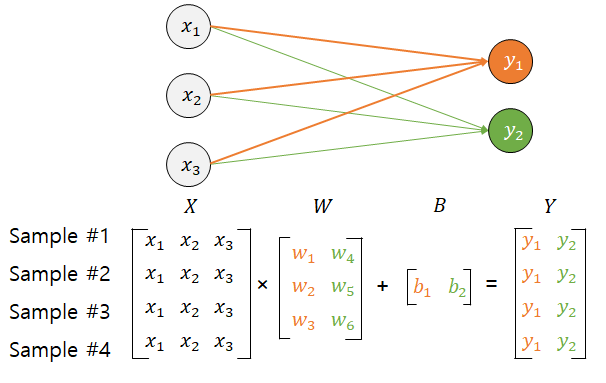 x₁
y₁
x₂
y₂
x₃
X W B Y
Sample #1 x₁ x₂ x₃ y₁ y₂
w₁ w₄
Sample #2 x₁ x₂ x₃ y₁ y₂
× w₂ w₅ + b₁ b₂ =
Sample #3 x₁ x₂ x₃ y₁ y₂
w₃ w₆
Sample #4 x₁ x₂ x₃ y₁ y₂